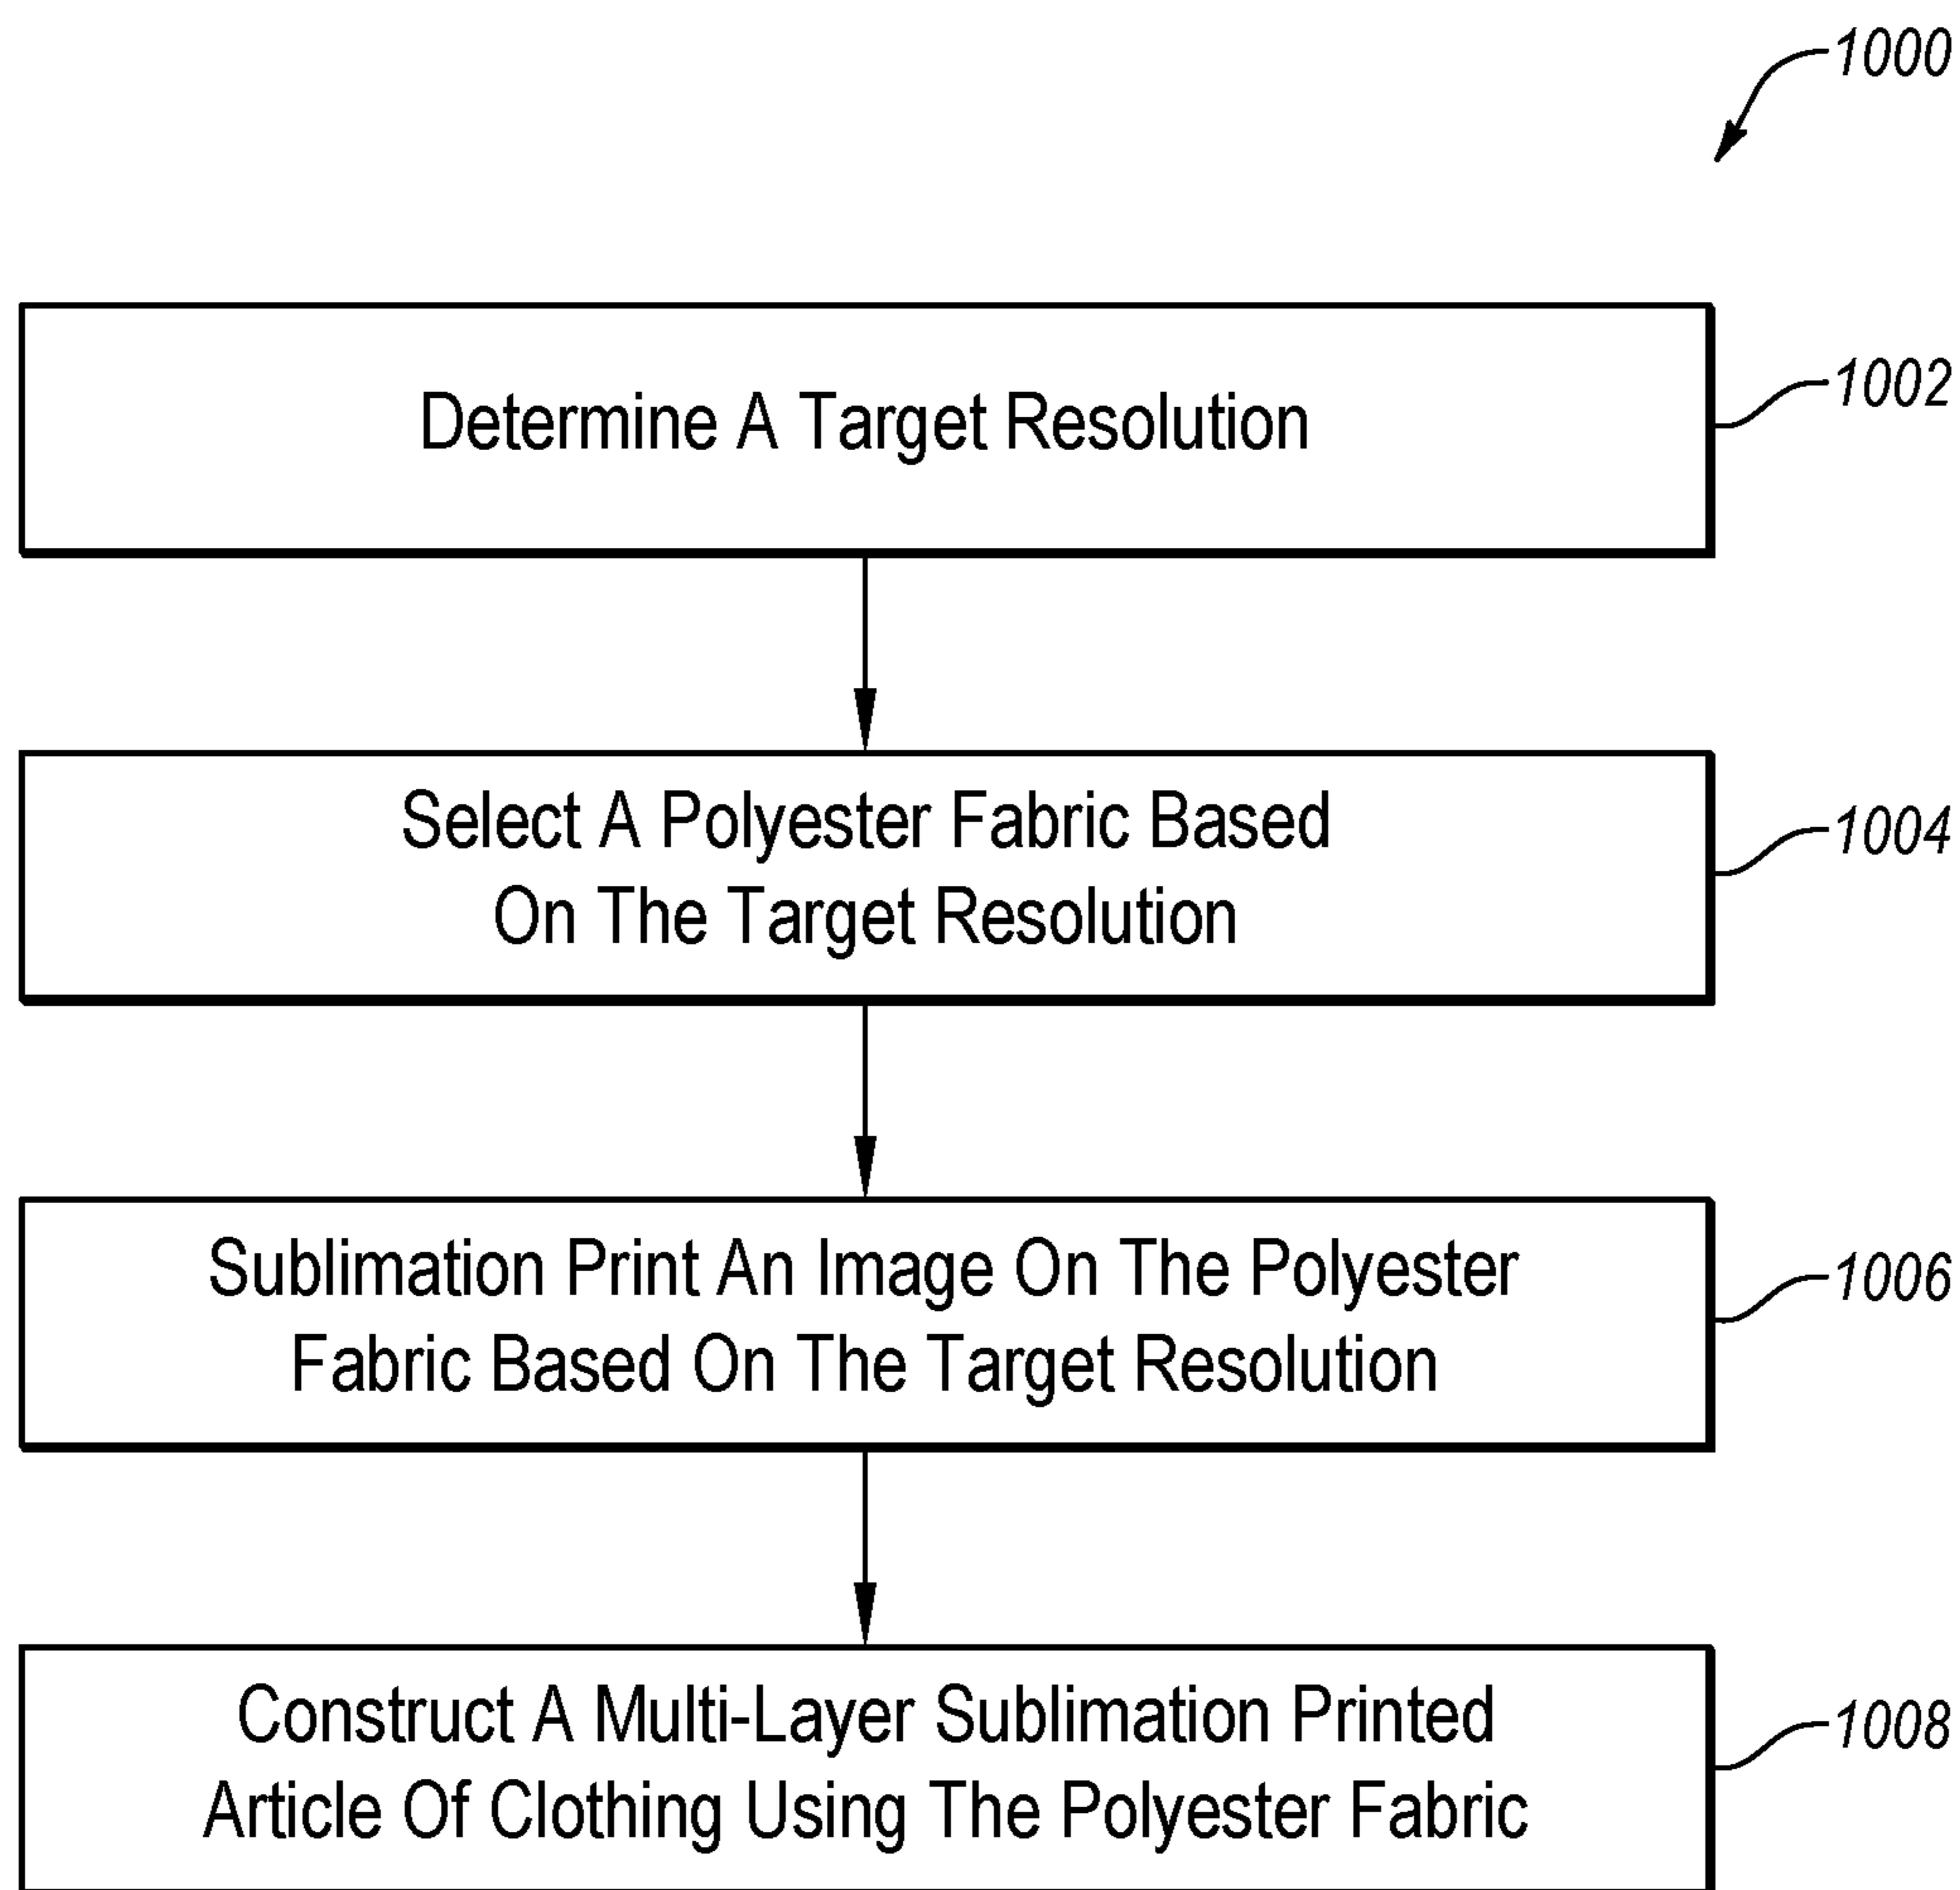 1000
Determine A Target Resolution
1002
Select A Polyester Fabric Based
On The Target Resolution
1004
Sublimation Print An Image On The Polyester
Fabric Based On The Target Resolution
1006
Construct A Multi-Layer Sublimation Printed
Article Of Clothing Using The Polyester Fabric
1008